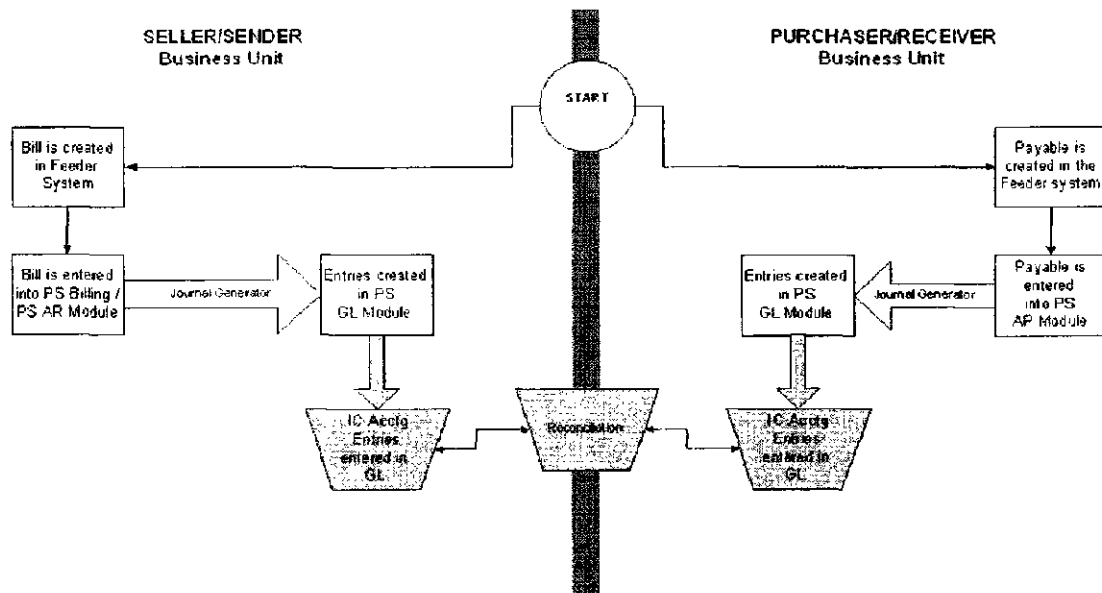 SELLER/SENDER
Business Unit
PURCHASER/RECEIVER
Business Unit
START
Bill is created
in Feeder
System
Payable is
created in the
Feeder system
Bill is entered
into PS Billing /
PS AR Module
Journal Generator
Entries created
in PS
GL Module
Entries created
in PS
GL Module
Journal Generator
Payable is
entered
into PS
AP Module
IC Acctg
Entries
entered in
GL
Reconciliation
IC Acctg
Entries
entered in
GL